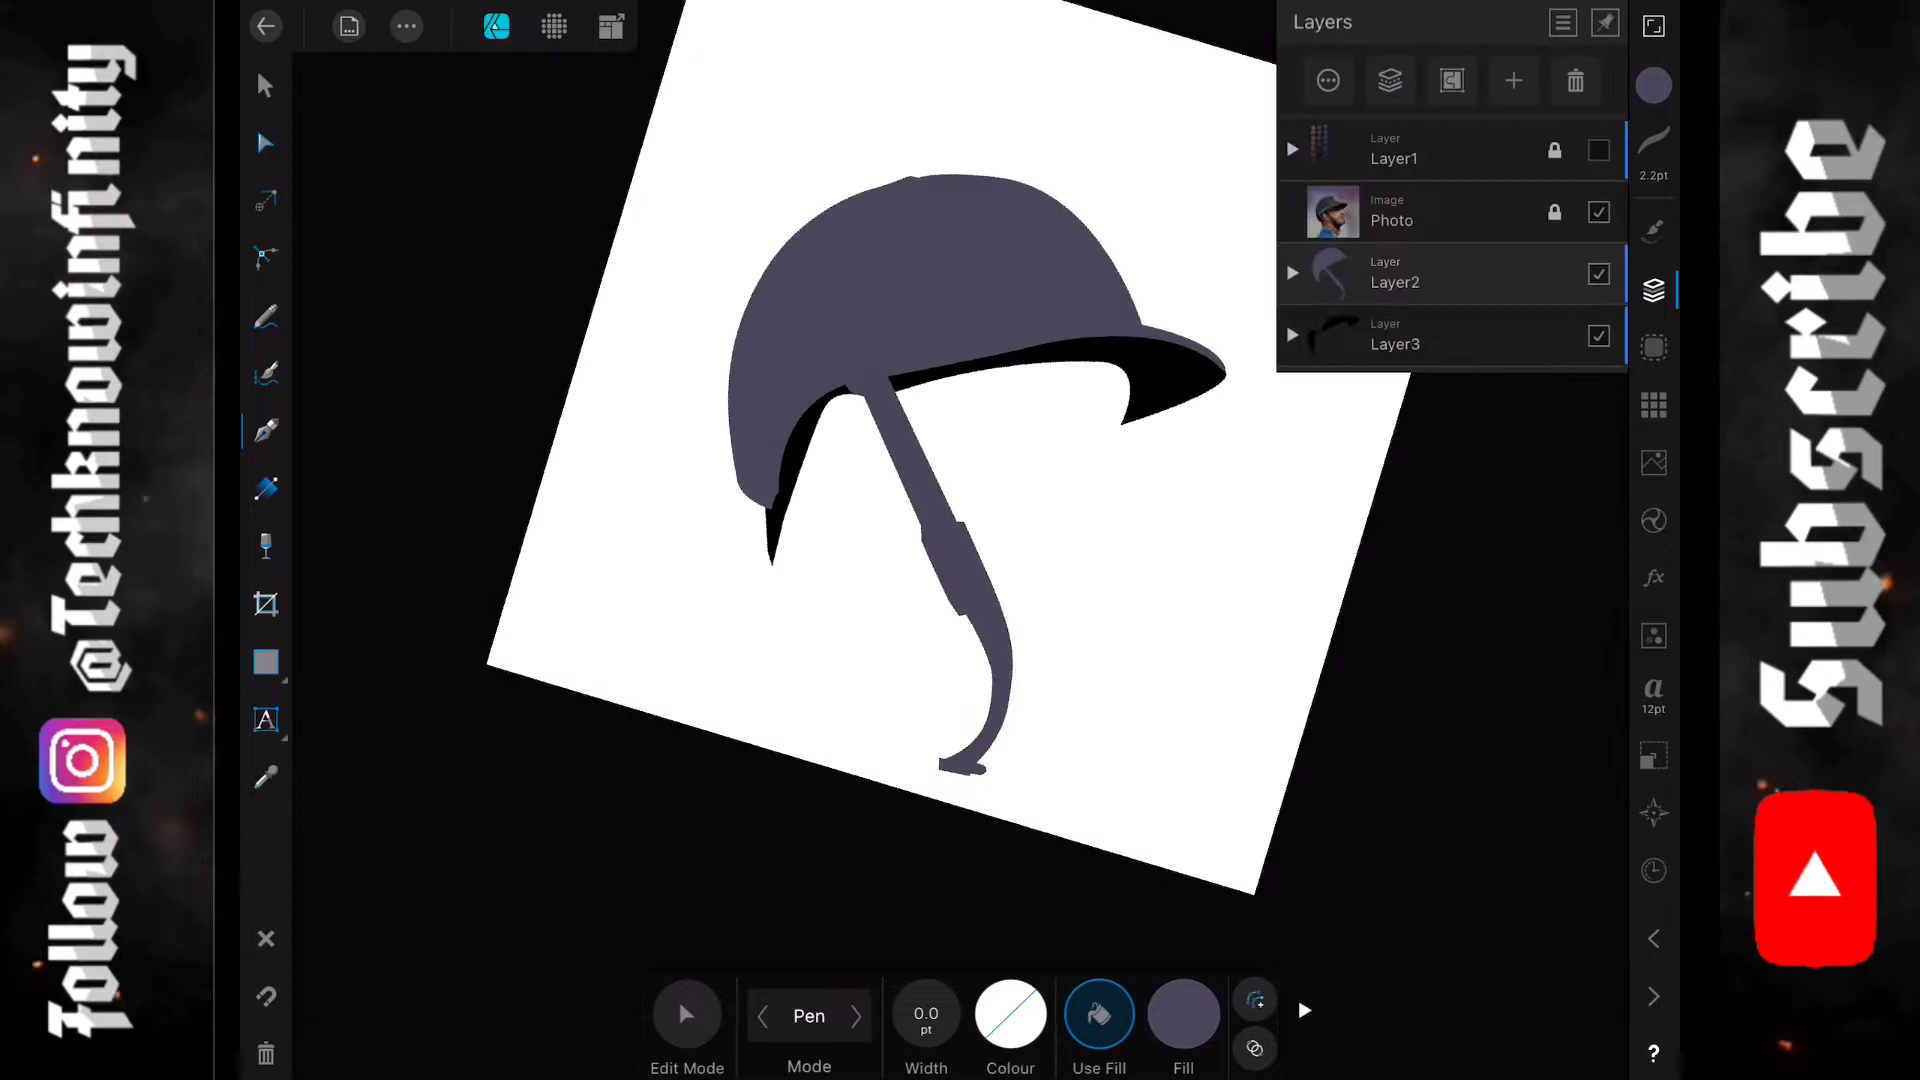 Follow @Techknowinfinity
Layers
Layer
Layer1
Image
Photo
Layer
Layer2
Layer
Layer3
2.2pt
fx
a
12pt
A
Pen
0.0
pt
Edit Mode
Mode
Width
Colour
Use Fill
Fill
?
Subscribe